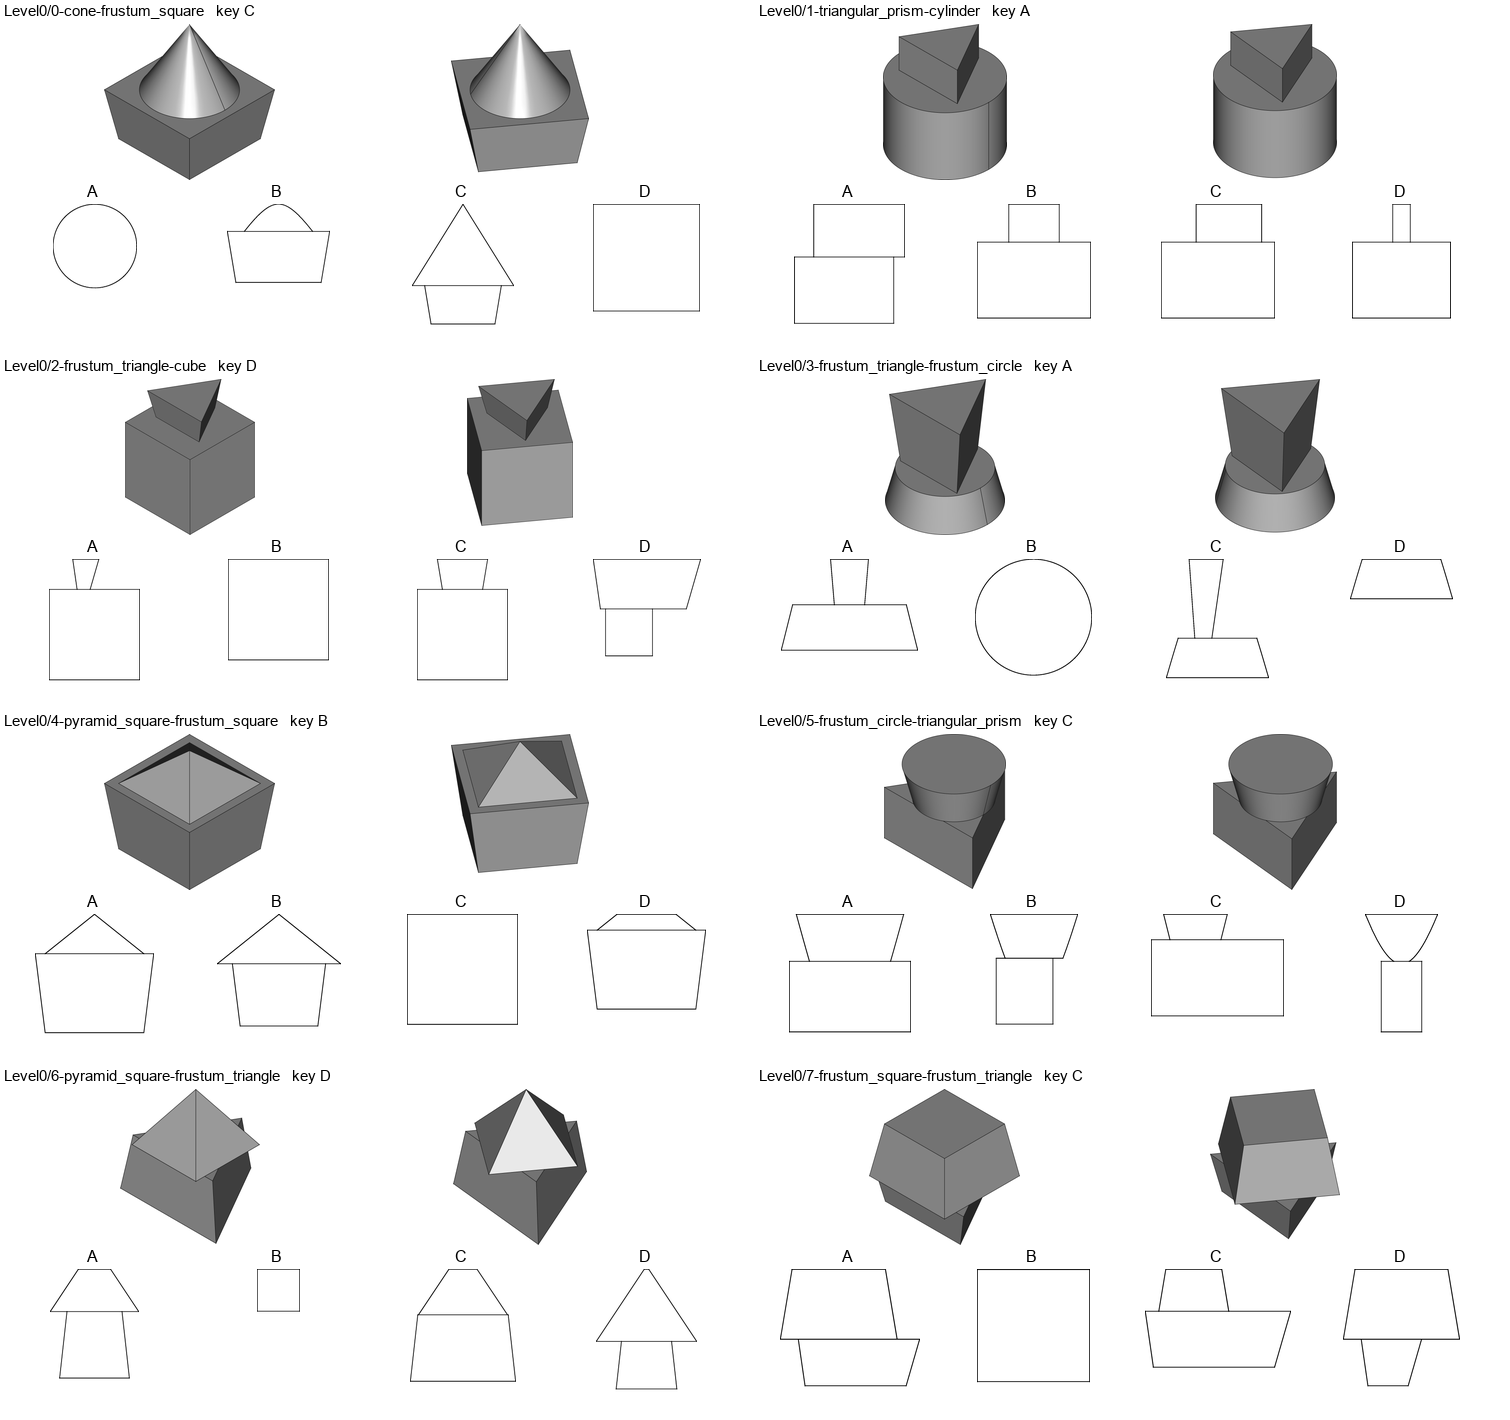 Level0/0-cone-frustum_square key C
Level0/1-triangular_prism-cylinder key A
A B C D
A B C D
Level0/2-frustum_triangle-cube key D
Level0/3-frustum_triangle-frustum_circle key A
A B C D
A B C D
Level0/4-pyramid_square-frustum_square key B
Level0/5-frustum_circle-triangular_prism key C
A B C D
A B C D
Level0/6-pyramid_square-frustum_triangle key D
Level0/7-frustum_square-frustum_triangle key C
A B C D
A B C D